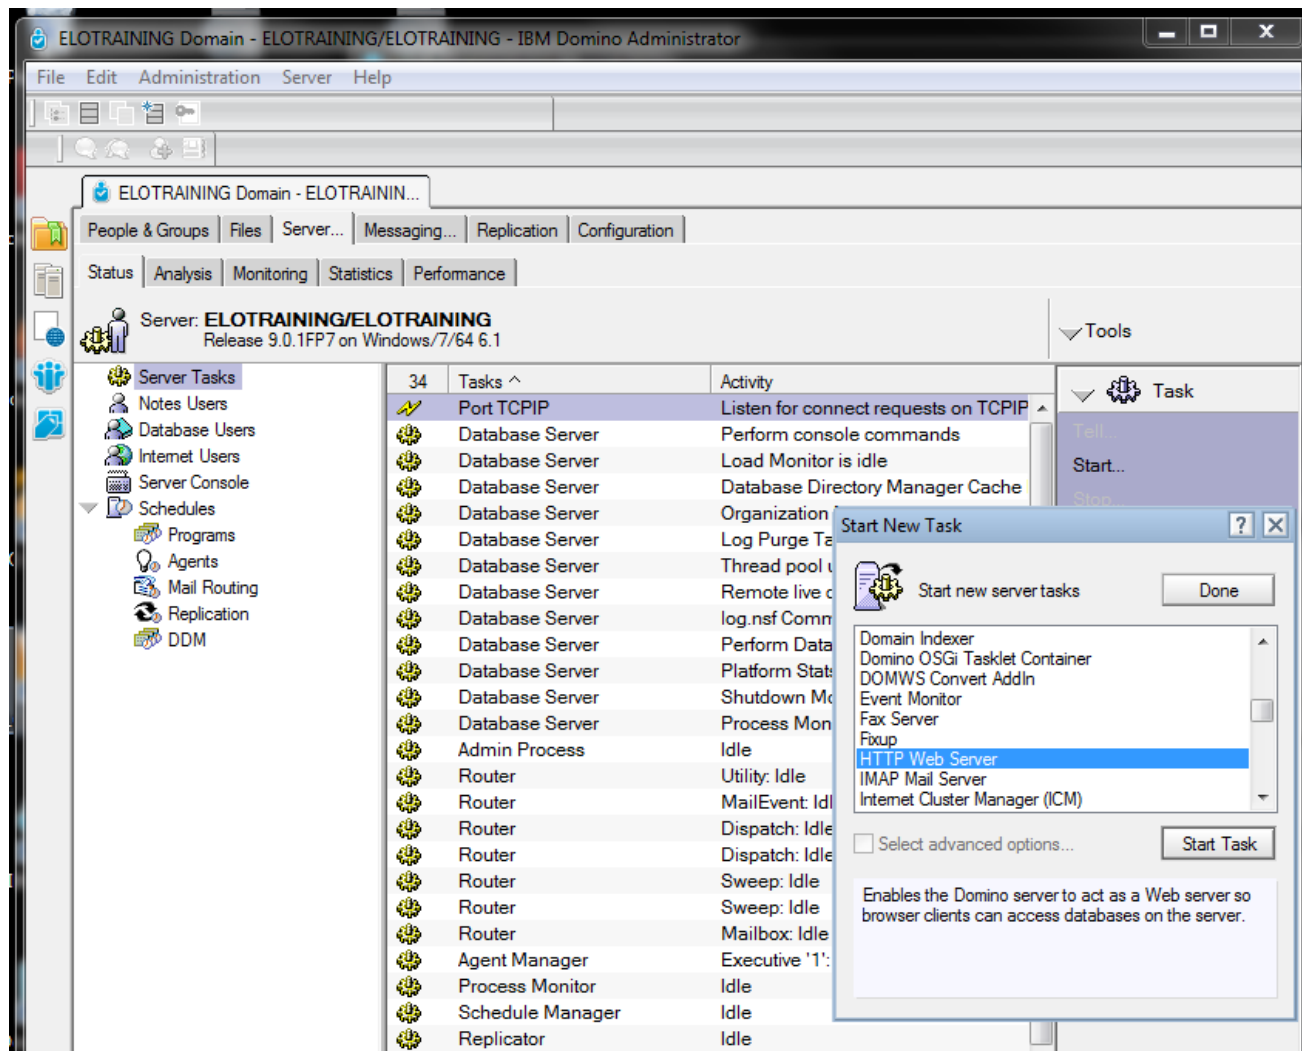 ELOTRAINING Domain - ELOTRAINING/ELOTRAINING - IBM Domino Administrator
File Edit Administration Server Help
ELOTRAINING Domain - ELOTRAININ...
People & Groups Files Server... Messaging... Replication Configuration
Status Analysis Monitoring Statistics Performance
Server: ELOTRAINING/ELOTRAINING
Release 9.0.1FP7 on Windows/7/64 6.1
Tools
Server Tasks
Notes Users
Database Users
Internet Users
Server Console
Schedules
Programs
Agents
Mail Routing
Replication
DDM
34 Tasks Activity
Port TCPIP Listen for connect requests on TCPIP
Database Server Perform console commands
Database Server Load Monitor is idle
Database Server Database Directory Manager Cache
Database Server Organization
Database Server Log Purge Ta
Database Server Thread pool
Database Server Remote live
Database Server log.nsf Comm
Database Server Perform Data
Database Server Platform Stat
Database Server Shutdown Mo
Database Server Process Mon
Admin Process Idle
Router Utility: Idle
Router MailEvent: Idl
Router Dispatch: Idle
Router Dispatch: Idle
Router Sweep: Idle
Router Sweep: Idle
Router Mailbox: Idle
Agent Manager Executive '1':
Process Monitor Idle
Schedule Manager Idle
Replicator Idle
Task
Tell...
Start...
Stop...
Start New Task
Start new server tasks
Done
Domain Indexer
Domino OSGi Tasklet Container
DOMWS Convert AddIn
Event Monitor
Fax Server
Fixup
HTTP Web Server
IMAP Mail Server
Internet Cluster Manager (ICM)
Select advanced options...
Start Task
Enables the Domino server to act as a Web server so
browser clients can access databases on the server.